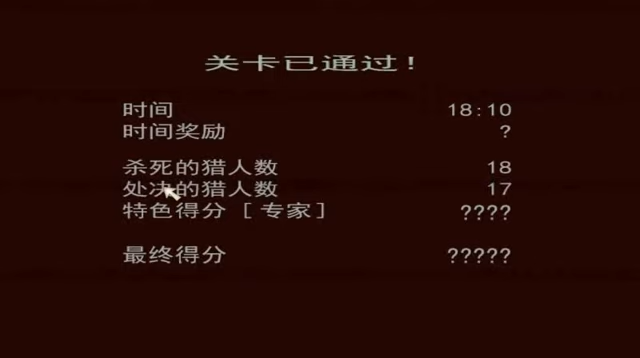 关卡已通过!
时间 18:10
时间奖励 ?
杀死的猎人数 18
处决的猎人数 17
特色得分 [专家] ????
最终得分 ?????